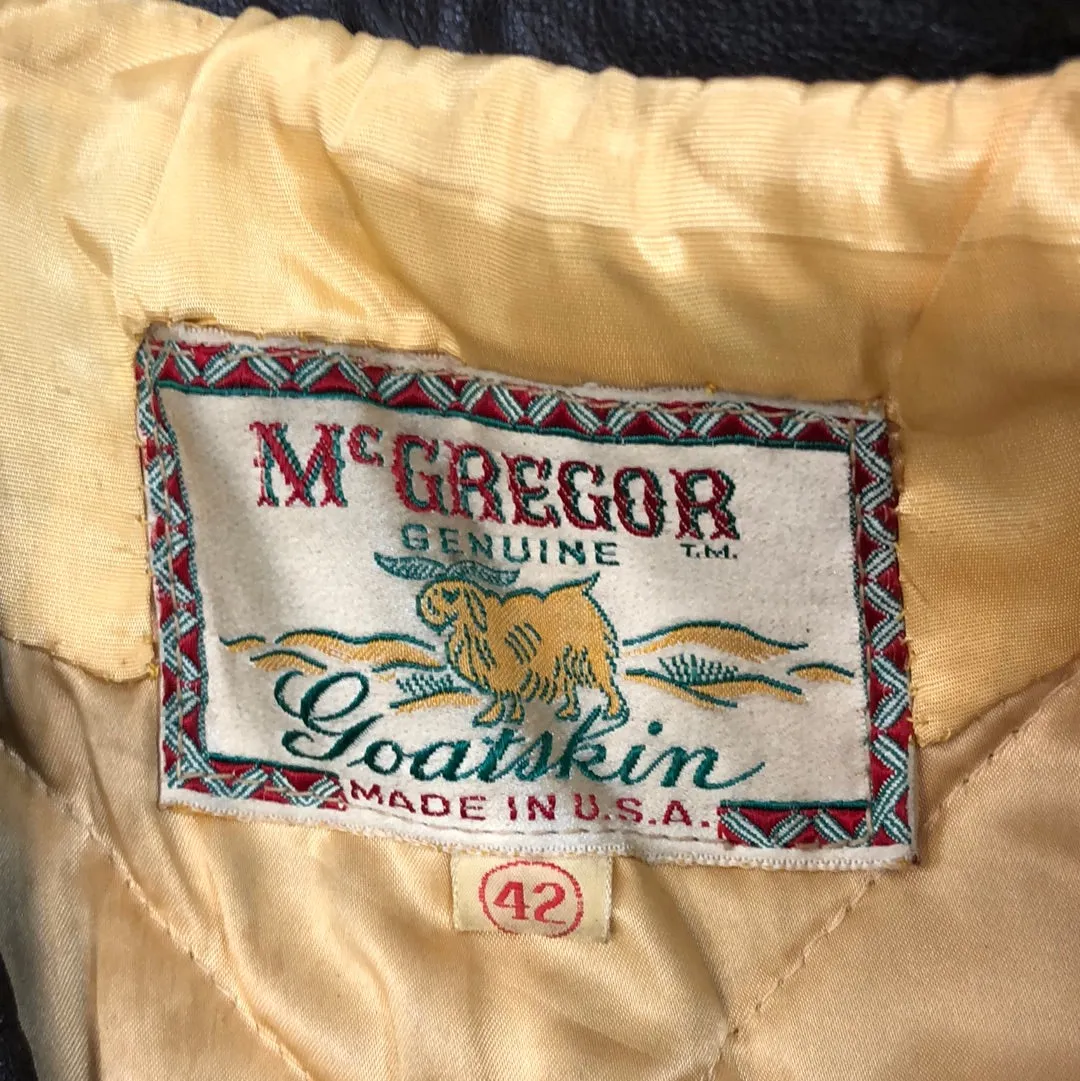 McGREGOR
GENUINE T.M.
Goatskin
MADE IN U.S.A.
42